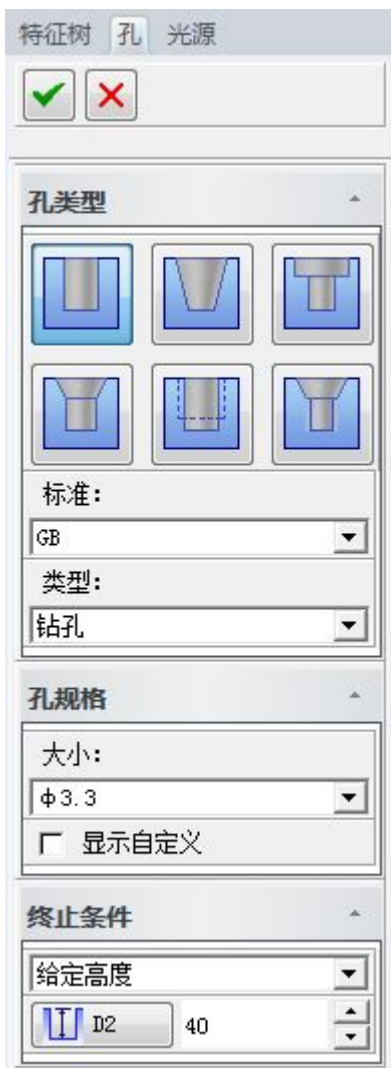 特征树 孔 光源
孔类型
标准:
GB
类型:
钻孔
孔规格
大小:
φ3.3
显示自定义
终止条件
给定高度
D2 40